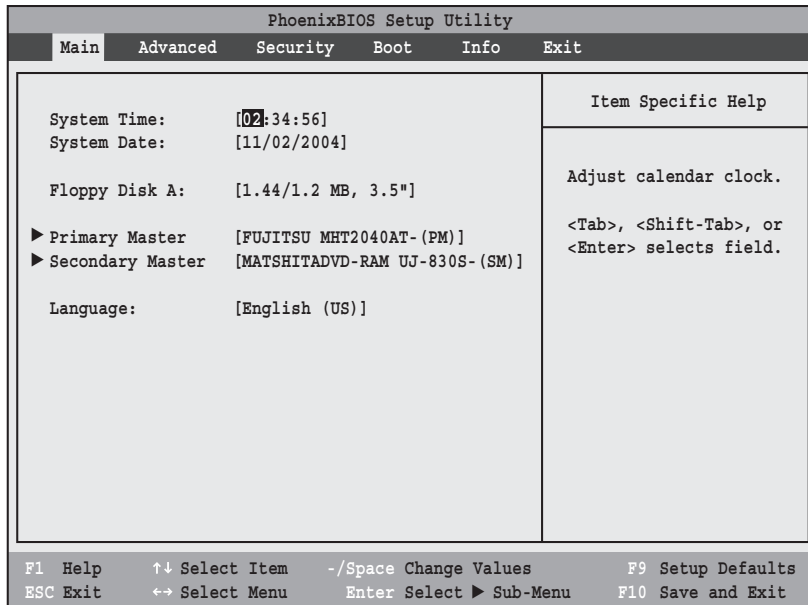 PhoenixBIOS Setup Utility
Main Advanced Security Boot Info Exit
System Time: [02:34:56]
System Date: [11/02/2004]
Floppy Disk A: [1.44/1.2 MB, 3.5"]
▶ Primary Master [FUJITSU MHT2040AT-(PM)]
▶ Secondary Master [MATSHITADVD-RAM UJ-830S-(SM)]
Language: [English (US)]
Item Specific Help
Adjust calendar clock.
<Tab>, <Shift-Tab>, or
<Enter> selects field.
F1 Help ↑↓ Select Item -/Space Change Values F9 Setup Defaults
ESC Exit ←→ Select Menu Enter Select ▶ Sub-Menu F10 Save and Exit